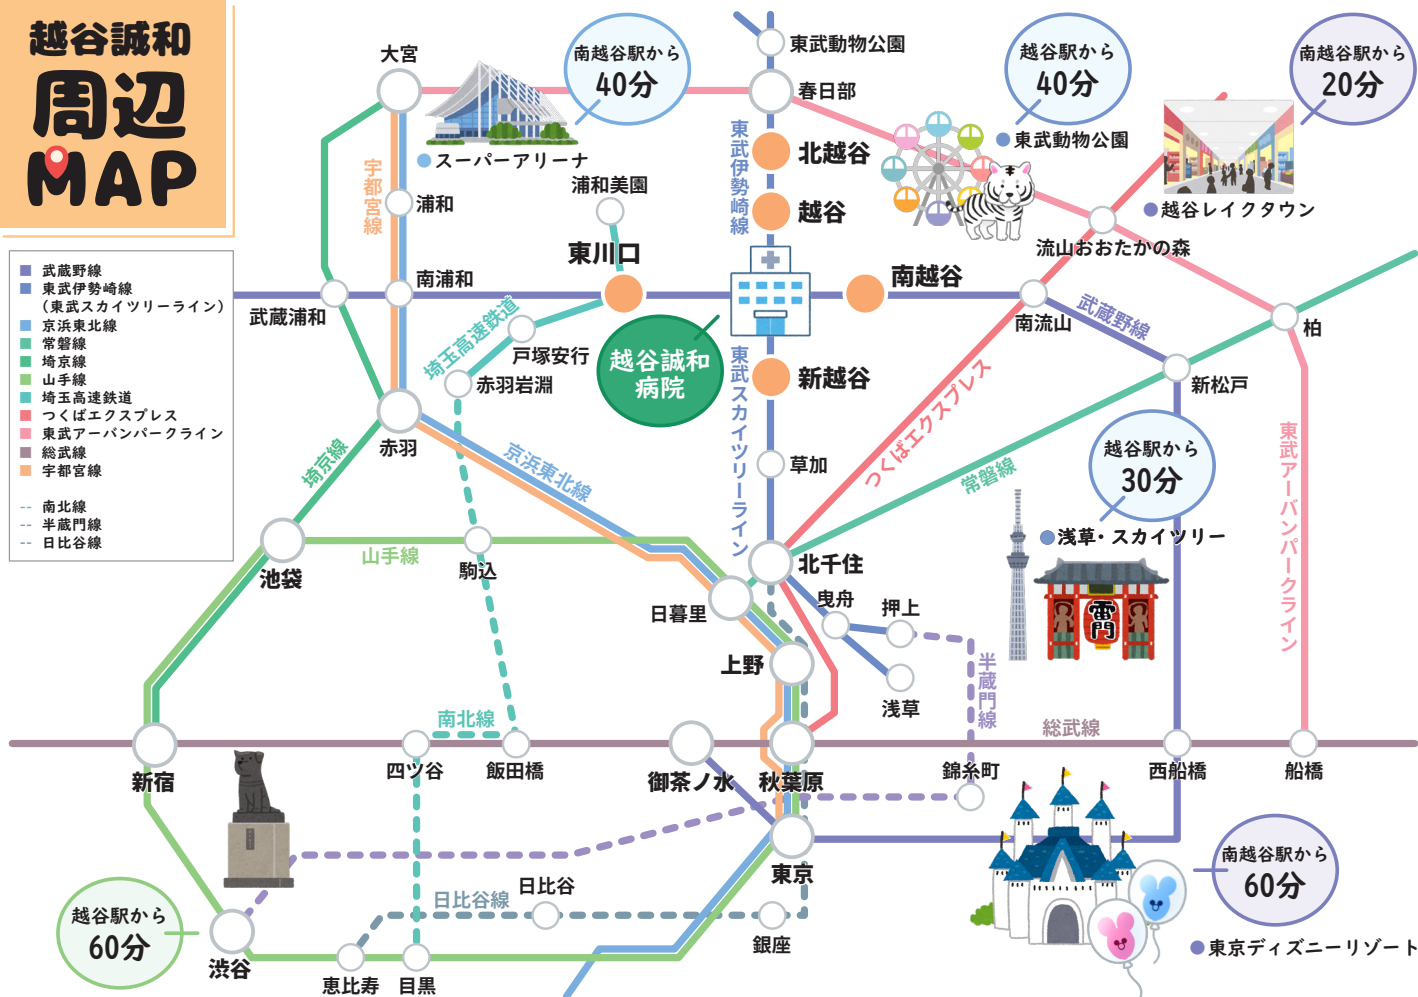 越谷誠和
周辺
MAP
武蔵野線
東武伊勢崎線
(東武スカイツリーライン)
京浜東北線
常磐線
埼京線
山手線
埼玉高速鉄道
つくばエクスプレス
東武アーバンパークライン
総武線
宇都宮線
南北線
半蔵門線
日比谷線
大宮
スーパーアリーナ
南越谷駅から
40分
東武動物公園
春日部
越谷駅から
40分
東武動物公園
南越谷駅から
20分
越谷レイクタウン
宇都宮線
浦和
浦和美園
東武伊勢崎線
北越谷
越谷
流山おおたかの森
武蔵浦和
南浦和
東川口
南越谷
南流山
武蔵野線
柏
埼玉高速鉄道
戸塚安行
赤羽岩淵
越谷誠和
病院
東武スカイツリーライン
新越谷
つくばエクスプレス
新松戸
赤羽
埼京線
京浜東北線
草加
常磐線
越谷駅から
30分
浅草・スカイツリー
雷門
東武アーバンパークライン
池袋
山手線
駒込
北千住
日暮里
曳舟
押上
上野
浅草
半蔵門線
南北線
総武線
新宿
四ツ谷
飯田橋
御茶ノ水
秋葉原
錦糸町
西船橋
船橋
東京
越谷駅から
60分
渋谷
日比谷線
日比谷
銀座
恵比寿
目黒
南越谷駅から
60分
東京ディズニーリゾート